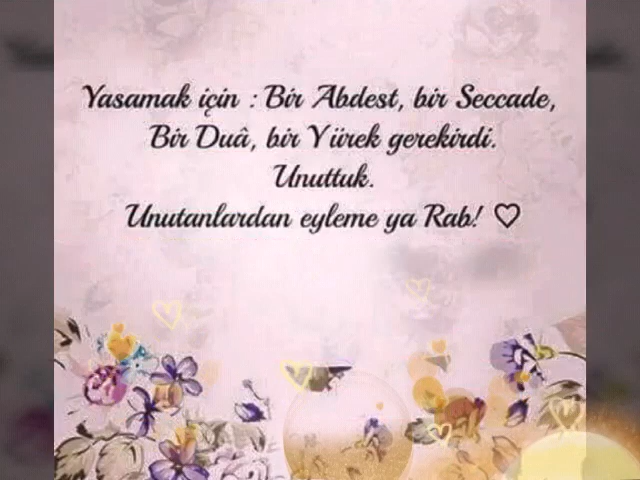 Yasamak için : Bir Abdest, bir Seccade,
Bir Duâ, bir Yürek gerekirdi.
Unuttuk.
Unutanlardan eyleme ya Rab! ♡